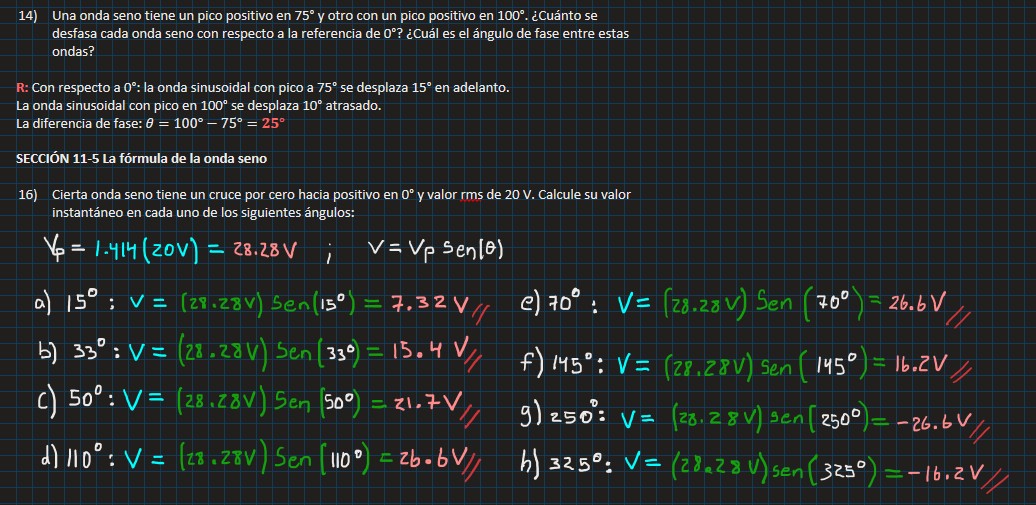 14) Una onda seno tiene un pico positivo en 75° y otro con un pico positivo en 100°. ¿Cuánto se
desfasa cada onda seno con respecto a la referencia de 0°? ¿Cuál es el ángulo de fase entre estas
ondas?
R: Con respecto a 0°: la onda sinusoidal con pico a 75° se desplaza 15° en adelanto.
La onda sinusoidal con pico en 100° se desplaza 10° atrasado.
La diferencia de fase: θ = 100° − 75° = 25°
SECCIÓN 11-5 La fórmula de la onda seno
16) Cierta onda seno tiene un cruce por cero hacia positivo en 0° y valor rms de 20 V. Calcule su valor
instantáneo en cada uno de los siguientes ángulos:
Vp = 1.414(20V) = 28.28V ; V = Vp Sen(θ)
a) 15° : V = (28.28V) Sen(15°) = 7.32 V
b) 33° : V = (28.28V) Sen(33°) = 15.4 V
c) 50° : V = (28.28V) Sen(50°) = 21.7V
d) 110° : V = (28.28V) Sen(110°) = 26.6V
e) 70° : V = (28.28V) Sen(70°) = 26.6V
f) 145° : V = (28.28V) Sen(145°) = 16.2V
g) 250° : V = (28.28V) sen(250°) = -26.6V
h) 325° : V = (28.28V) sen(325°) = -16.2V